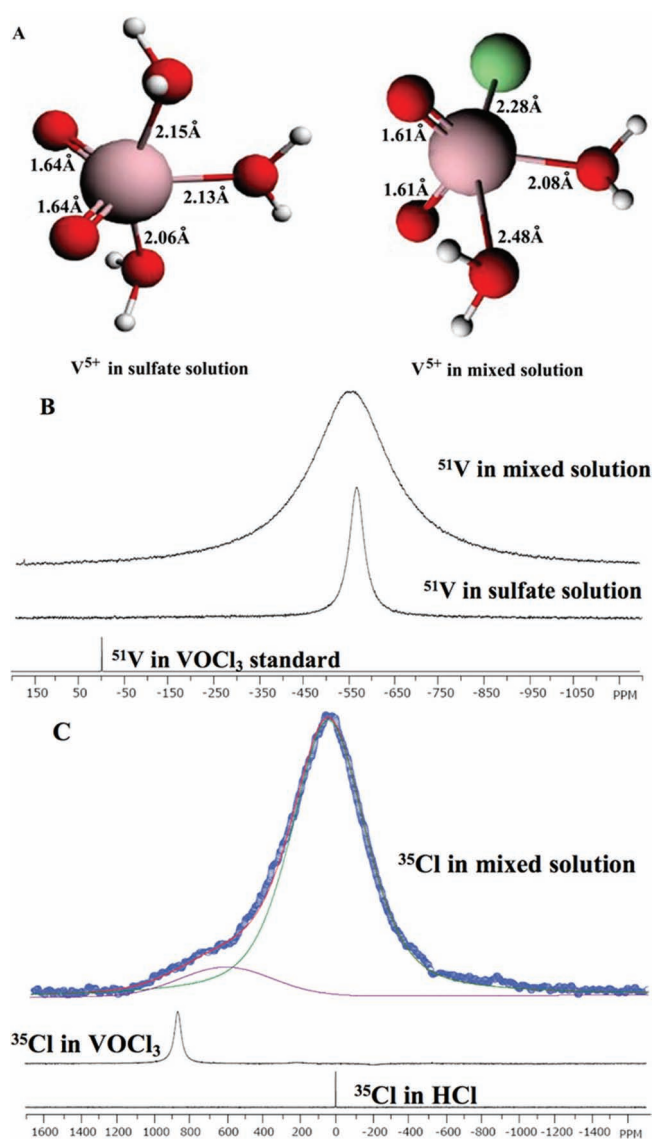 A
2.15Å
1.64Å
1.64Å
2.13Å
2.06Å
2.28Å
1.61Å
1.61Å
2.08Å
2.48Å
V⁵⁺ in sulfate solution
V⁵⁺ in mixed solution
B
⁵¹V in mixed solution
⁵¹V in sulfate solution
⁵¹V in VOCl₃ standard
150 50 -50 -150 -250 -350 -450 -550 -650 -750 -850 -950 -1050 PPM
C
³⁵Cl in mixed solution
³⁵Cl in VOCl₃
³⁵Cl in HCl
1600 1400 1200 1000 800 600 400 200 0 -200 -400 -600 -800 -1000 -1400 PPM